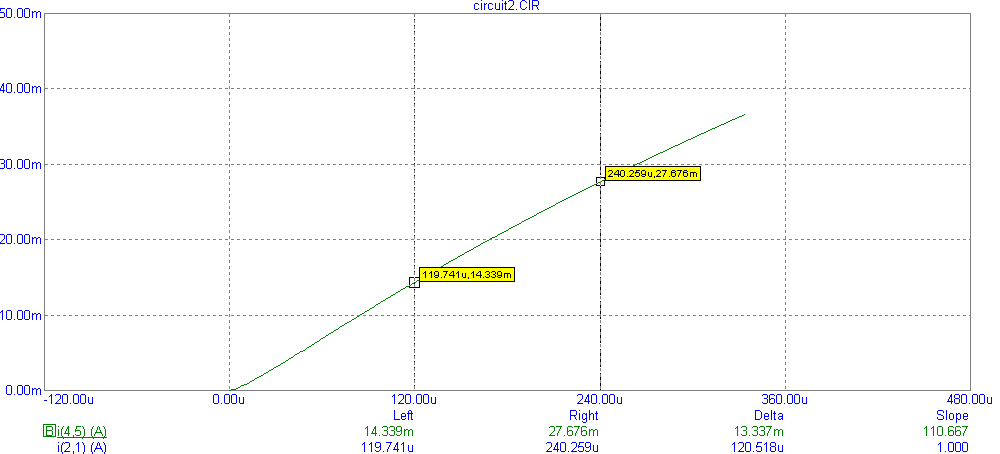 circuit2.CIR
50.00m
40.00m
30.00m
240.259u,27.676m
20.00m
119.741u,14.339m
10.00m
0.00m
-120.00u 0.00u 120.00u 240.00u 360.00u 480.00u
Left Right Delta Slope
B i(4,5) (A) 14.339m 27.676m 13.337m 110.667
i(2,1) (A) 119.741u 240.259u 120.518u 1.000